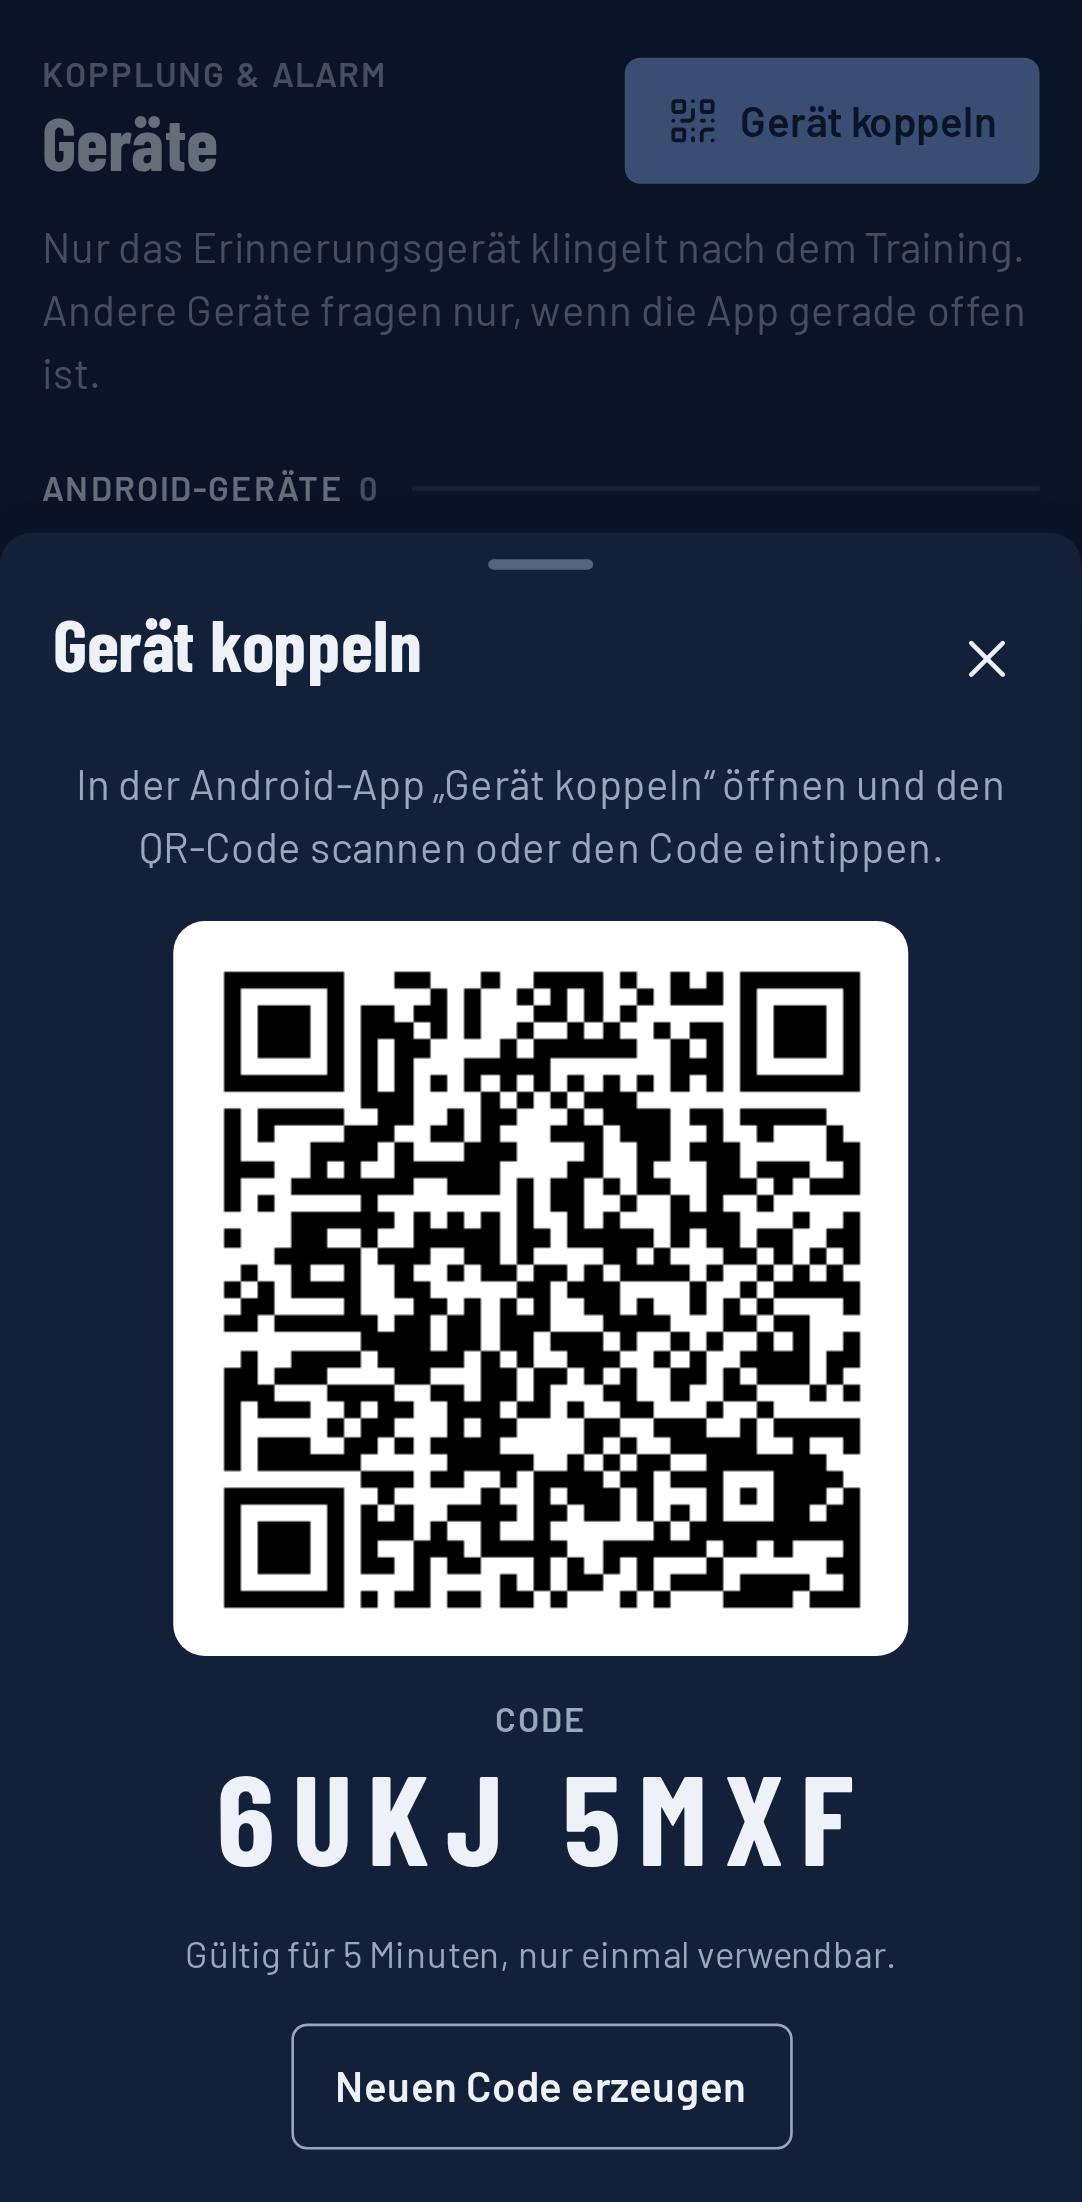 KOPPLUNG & ALARM
Geräte
Gerät koppeln
Nur das Erinnerungsgerät klingelt nach dem Training.
Andere Geräte fragen nur, wenn die App gerade offen
ist.
ANDROID-GERÄTE 0
Gerät koppeln
In der Android-App „Gerät koppeln“ öffnen und den
QR-Code scannen oder den Code eintippen.
CODE
6UKJ 5MXF
Gültig für 5 Minuten, nur einmal verwendbar.
Neuen Code erzeugen